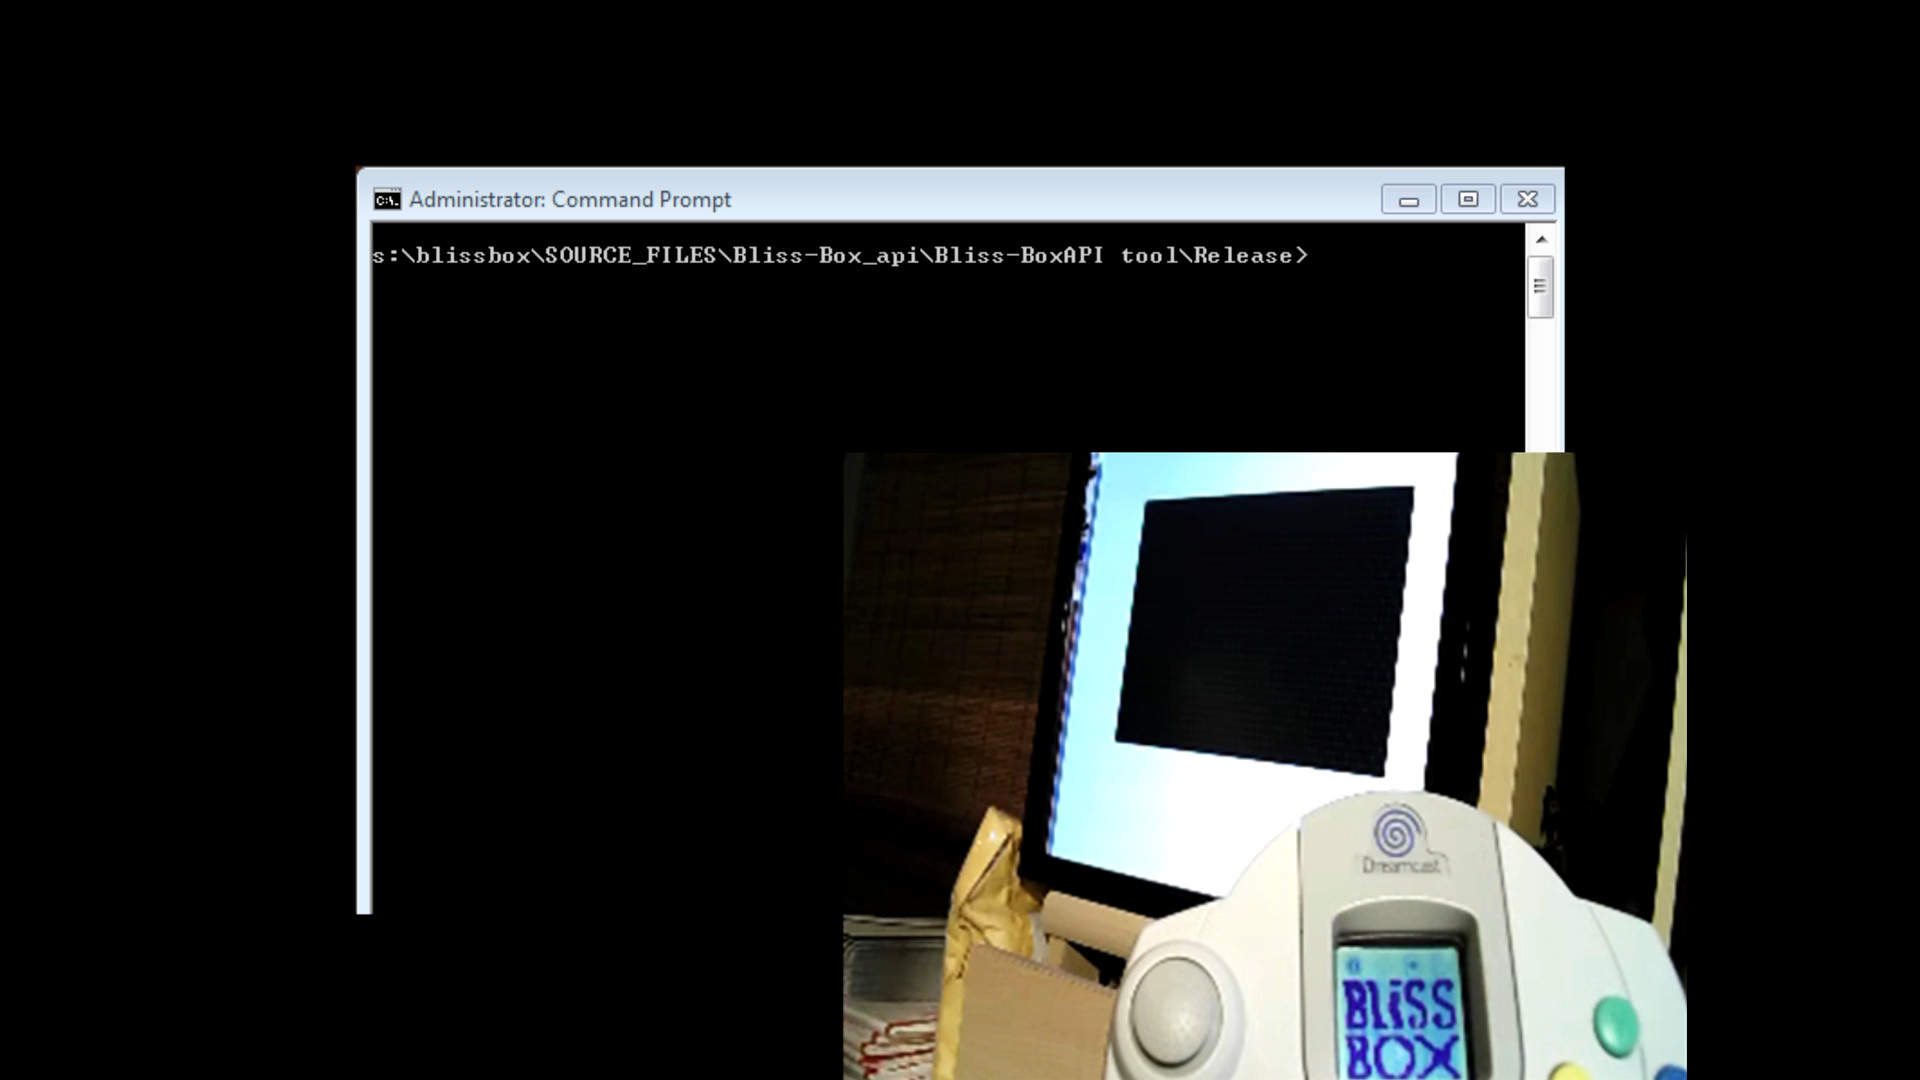 C:\.
Administrator: Command Prompt
s:\blissbox\SOURCE_FILES\Bliss-Box_api\Bliss-BoxAPI tool\Release>
Dreamcast
BLiSS
BOX